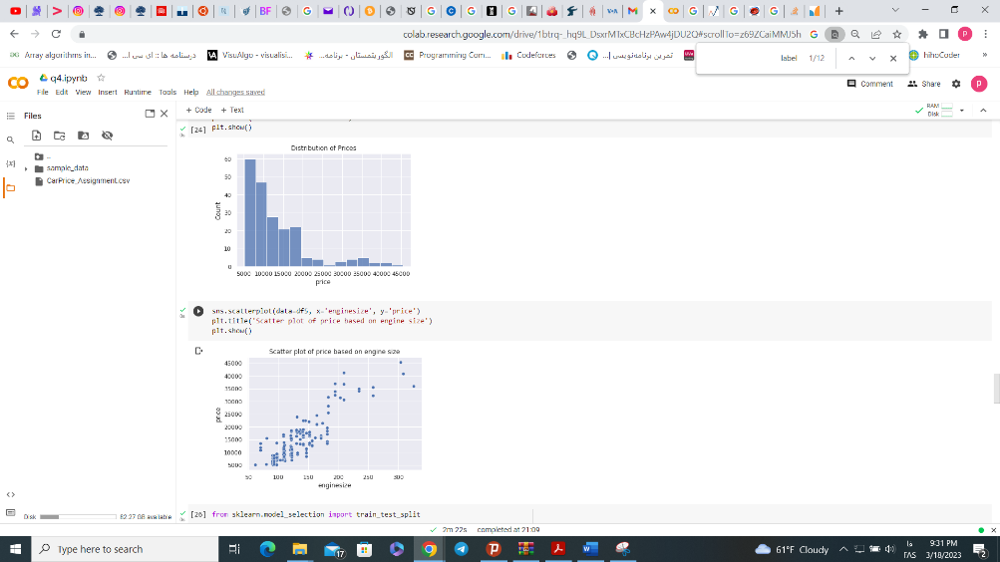 colab.research.google.com/drive/1btrq-_hq9L_DsxrM1xCBcHzPAw4jDU2Q#scrollTo=z69ZCaiMMJ5h
Array algorithms in...
درسنامه ها :: ای سی ا...
VisuAlgo - visualisi...
الگوریتمستان - برنامه...
Programming Com...
Codeforces
تمرین برنامه‌نویسی |...
hihoCoder
»
label 1/12
q4.ipynb
File Edit View Insert Runtime Tools Help All changes saved
Comment Share P
Files
+ Code + Text
RAM
Disk
..
sample_data
CarPrice_Assignment.csv
[24] plt.show()
0s
Distribution of Prices
60
50
40
30
20
10
0
Count
5000 10000 15000 20000 25000 30000 35000 40000 45000
price
sns.scatterplot(data=df5, x='enginesize', y='price')
plt.title('Scatter plot of price based on engine size')
plt.show()
0s
Scatter plot of price based on engine size
45000
40000
35000
30000
25000
20000
15000
10000
5000
price
50 100 150 200 250 300
enginesize
[26] from sklearn.model_selection import train_test_split
0s
Disk 82.27 GB available
2m 22s completed at 21:09
Type here to search
17
61°F Cloudy
فا
FAS
9:31 PM
3/18/2023
2